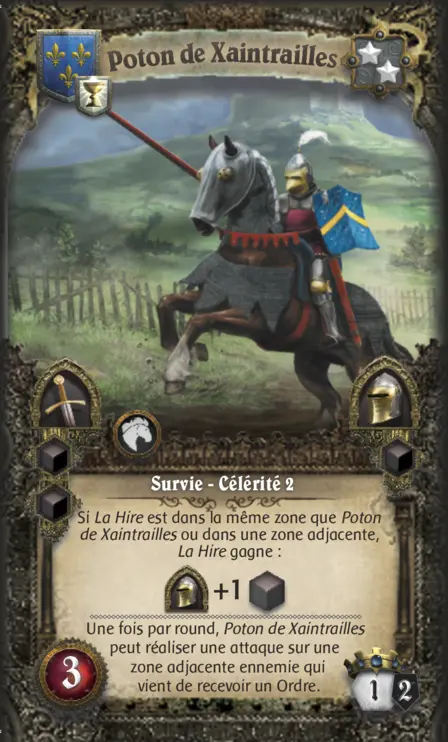 Poton de Xaintrailles
Survie - Célérité 2
Si La Hire est dans la même zone que Poton
de Xaintrailles ou dans une zone adjacente,
La Hire gagne :
+1
Une fois par round, Poton de Xaintrailles
peut réaliser une attaque sur une
zone adjacente ennemie qui
vient de recevoir un Ordre.
3
1 2